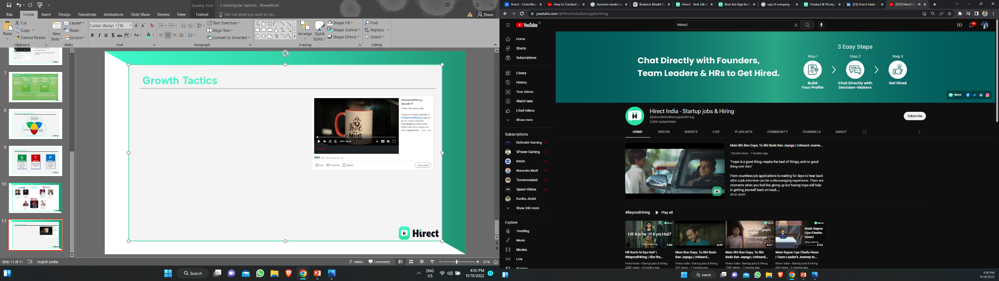 Drawing Tools
4 rectangular options - PowerPoint
File
Home
Insert
Design
Transitions
Animations
Slide Show
Review
View
Format
Tell me what you want to do...
Share
Paste
Cut
Copy
Format Painter
Clipboard
New Slide
Layout
Reset
Section
Slides
Calibri (Body)
18
Font
Paragraph
Text Direction
Align Text
Convert to SmartArt
Arrange
Quick Styles
Shape Fill
Shape Outline
Shape Effects
Drawing
Find
Replace
Select
Editing
7
8
9
S T P
10
11
Growth Tactics
#HumansOfHiring -
Episode 17
Finally, the wait is over!
Tune in to Hirect's Episode 17
of #HumansOfHiring today at
4 p.m. to hear Dipankar
Mukherjee and Manmohan
Malik share their insights on
how organizations ...see more
Love
in a
MUG
0:00 / 46:24
1x
238 · 94 comments · 4d
Like
Comment
Repost
View post
Hirect
Slide 11 of 11
English (India)
Notes
Comments
87%
Search
ENG
US
4:00 PM
11/19/2022
12
Hirect - Crunchbas
How to Conduct a
business model ca
Business Model Ca
Hirect - Best Job A
Best Job App for R
usp of company -
Product & Pricing
(23) Hirect India - S
(552) Hirect In
youtube.com/@HirectIndiaStartupjobsHiring
YouTube IN
Hirect
9+
Home
Shorts
Subscriptions
Library
History
Your videos
Watch later
Liked videos
Show more
Subscriptions
Defender Gaming
SPower Gaming
NASA
Narendra Modi
Tomorrowland
Space Videos
Kanika Jindal
Show 240 more
Explore
Trending
Music
Movies
Live
Gaming
Chat Directly with Founders,
Team Leaders & HRs to Get Hired.
3 Easy Steps
Step 1
Step 2
Step 3
Build
Your Profile
Chat Directly with
Decision-Makers
Get Hired
Hirect
Hirect India - Startup jobs & Hiring
@HirectIndiaStartupjobsHiring
5.86K subscribers
Subscribe
HOME
VIDEOS
SHORTS
LIVE
PLAYLISTS
COMMUNITY
CHANNELS
ABOUT
Main Bhi Ban Gaya, Tu Bhi Bada Ban Jayega | Unheard Journe...
139,668 views • 7 months ago
"Hope is a good thing, maybe the best of things, and no good
thing ever dies"
From countless job applications to waiting for days to hear back
after a job interview can be a discouraging experience. There are
moments when you feel like giving up but having hope will help
in getting yourself back on track....
READ MORE
#BeyondHiring
Play all
HR Karte Hi Kya Hai?
3:00
0:49
Mai Ban gaya,
Tu bhi
ban jayega
4:27
Main Sapne
Liye Chalta
Hoon!
2:53
HR Karte hi Kya Hai? |
#BeyondHiring | She the...
Hirect India - Startup jobs & Hiring
220K views • 8 months ago
Main Ban Gaya, Tu Bhi Bada
Ban Jayega | Unheard...
Hirect India - Startup jobs & Hiring
331 views • 7 months ago
Main Bhi Ban Gaya, Tu Bhi
Bada Ban Jayega | Unheard...
Hirect India - Startup jobs & Hiring
139K views • 7 months ago
Main Sapne Liye Chalta Hoon
| Team Leader's Journey to...
Hirect India - Startup jobs & Hiring
63K views • 6 months ago
Search
4:00 PM
11/19/2022